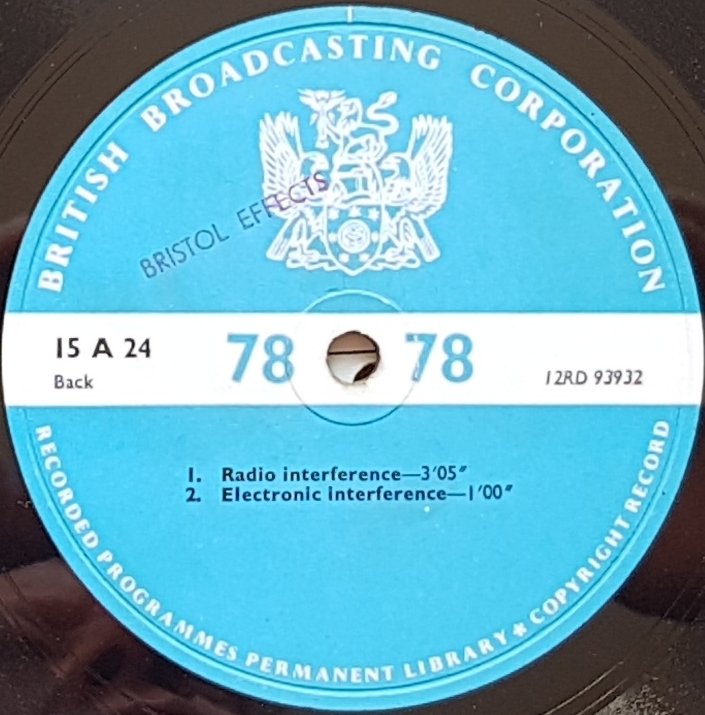 BRITISH BROADCASTING CORPORATION
BRISTOL EFFECTS
15 A 24
Back
78 78
12RD 93932
1. Radio interference—3′05″
2. Electronic interference—1′00″
RECORDED PROGRAMMES PERMANENT LIBRARY * COPYRIGHT RECORD